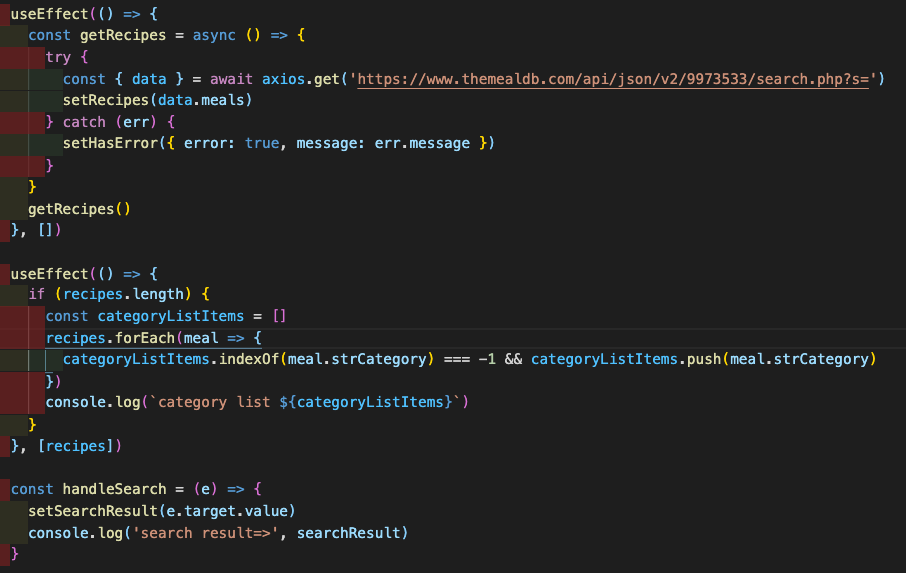 useEffect(() => {
  const getRecipes = async () => {
    try {
      const { data } = await axios.get('https://www.themealdb.com/api/json/v2/9973533/search.php?s=')
      setRecipes(data.meals)
    } catch (err) {
      setHasError({ error: true, message: err.message })
    }
  }
  getRecipes()
}, [])

useEffect(() => {
  if (recipes.length) {
    const categoryListItems = []
    recipes.forEach(meal => {
      categoryListItems.indexOf(meal.strCategory) === -1 && categoryListItems.push(meal.strCategory)
    })
    console.log(`category list ${categoryListItems}`)
  }
}, [recipes])

const handleSearch = (e) => {
  setSearchResult(e.target.value)
  console.log('search result=>', searchResult)
}